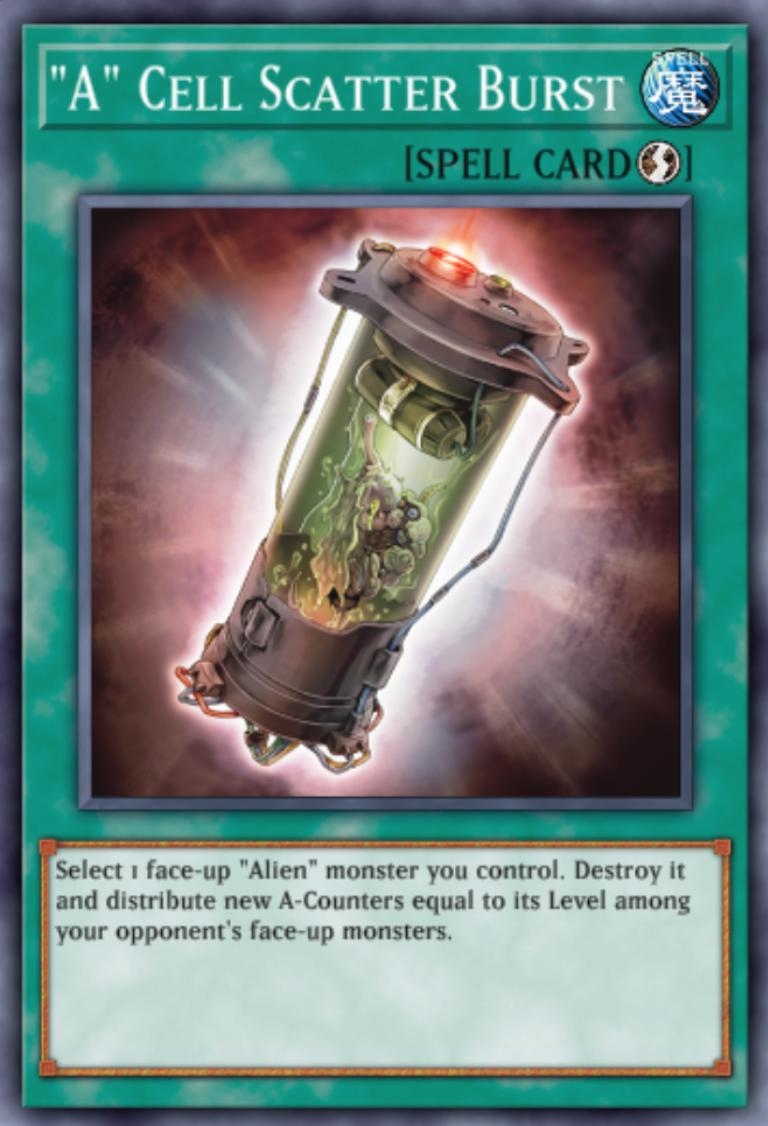 "A" CELL SCATTER BURST
SPELL
魔
[SPELL CARD]
Select 1 face-up "Alien" monster you control. Destroy it
and distribute new A-Counters equal to its Level among
your opponent's face-up monsters.